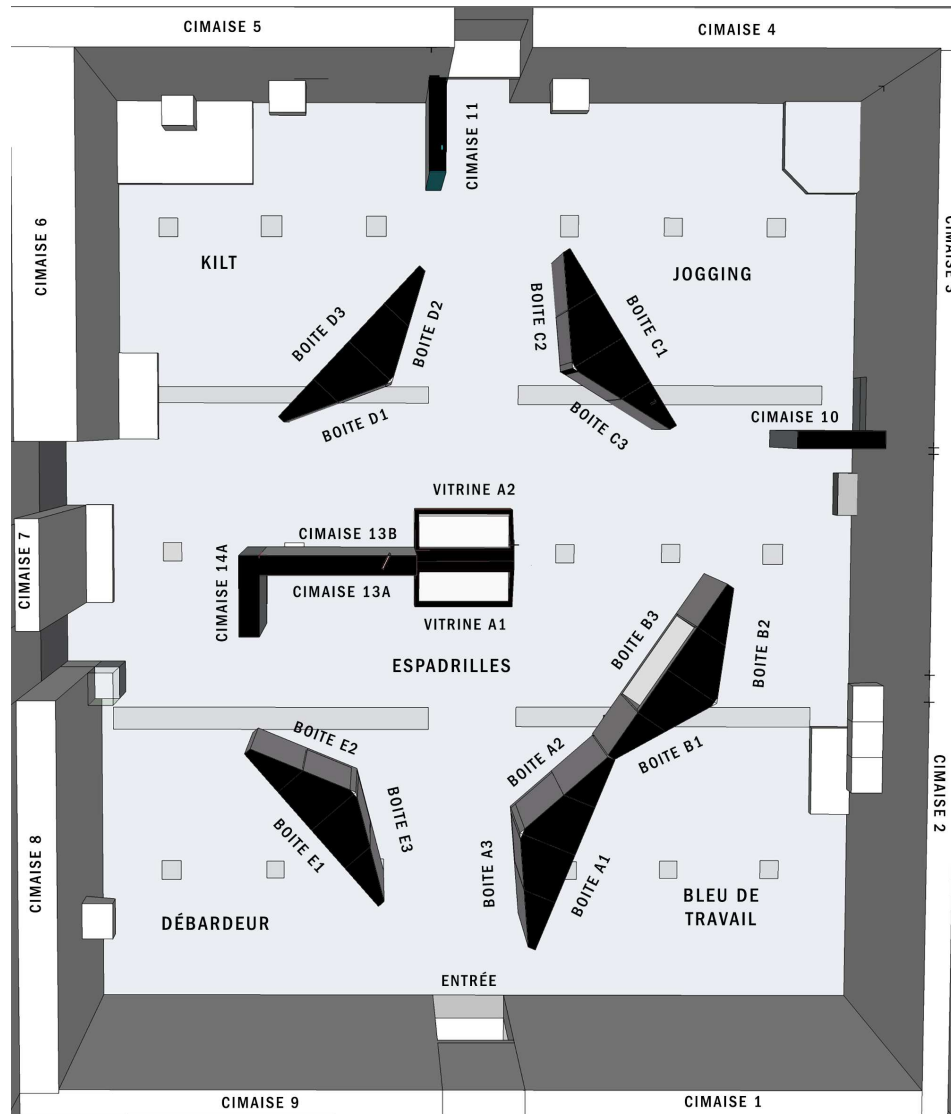 CIMAISE 5
CIMAISE 4
CIMAISE 11
CIMAISE 6
KILT
JOGGING
CIMAISE 3
BOITE D3
BOITE D2
BOITE D1
BOITE C2
BOITE C1
BOITE C3
CIMAISE 10
VITRINE A2
CIMAISE 13B
CIMAISE 7
CIMAISE 14A
CIMAISE 13A
VITRINE A1
ESPADRILLES
BOITE B3
BOITE B2
BOITE B1
BOITE A2
BOITE E2
BOITE E1
BOITE E3
BOITE A3
BOITE A1
CIMAISE 2
CIMAISE 8
DÉBARDEUR
BLEU DE
TRAVAIL
ENTRÉE
CIMAISE 9
CIMAISE 1